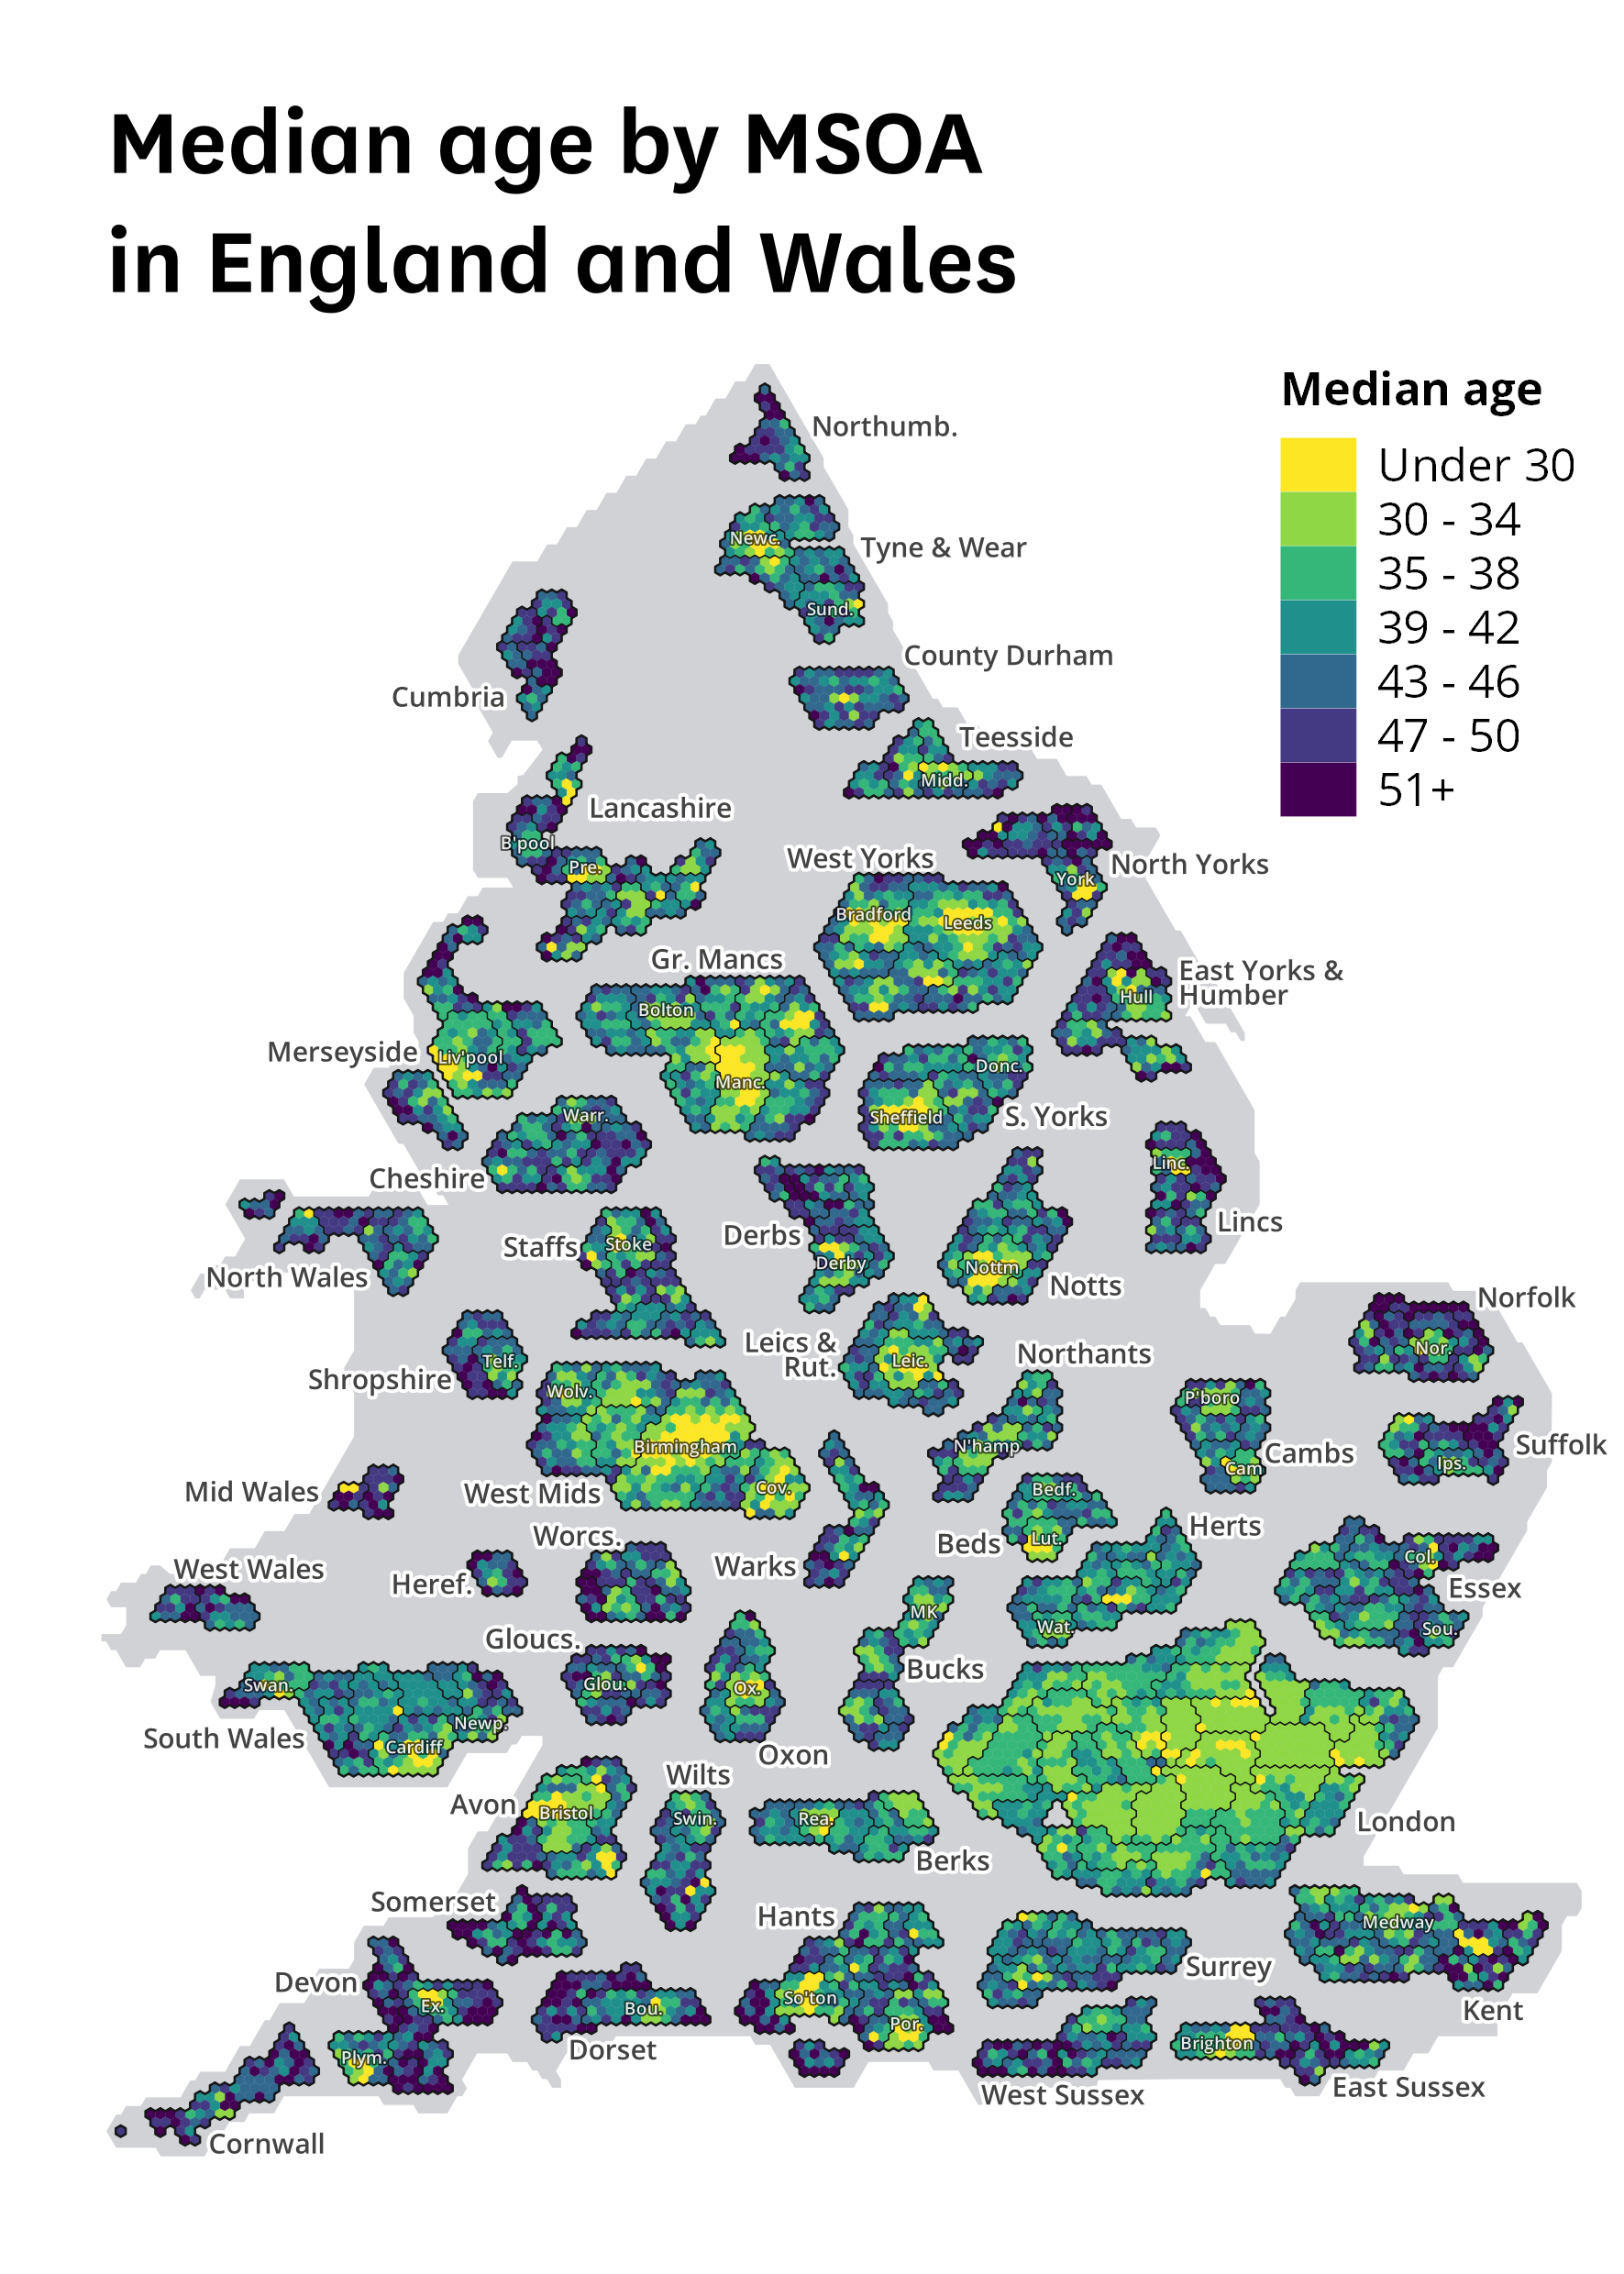 Median age by MSOA
in England and Wales
Median age
Under 30
30 - 34
35 - 38
39 - 42
43 - 46
47 - 50
51+
Northumb.
Newc.
Tyne & Wear
Sund.
County Durham
Cumbria
Teesside
Midd.
Lancashire
B'pool
Pre.
West Yorks
North Yorks
York
Bradford
Leeds
Gr. Mancs
East Yorks &
Humber
Hull
Bolton
Merseyside
Liv'pool
Manc.
Donc.
Sheffield
S. Yorks
Warr.
Cheshire
Linc.
Lincs
Derbs
Derby
Staffs
Stoke
North Wales
Nottm
Notts
Norfolk
Nor.
Leics &
Rut.
Leic.
Northants
Shropshire
Telf.
Wolv.
P'boro
N'hamp
Cambs
Cam
Suffolk
Ips.
Birmingham
West Mids
Cov.
Mid Wales
Bedf.
Beds
Lut.
Herts
Worcs.
Warks
West Wales
Heref.
Col.
Essex
Sou.
MK
Wat.
Gloucs.
Glou.
Bucks
Swan.
South Wales
Newp.
Cardiff
Ox.
Oxon
Wilts
Avon
Bristol
Swin.
Rea.
Berks
London
Somerset
Hants
Medway
Surrey
Kent
Devon
Ex.
So'ton
Bou.
Por.
Dorset
Plym.
Brighton
West Sussex
East Sussex
Cornwall